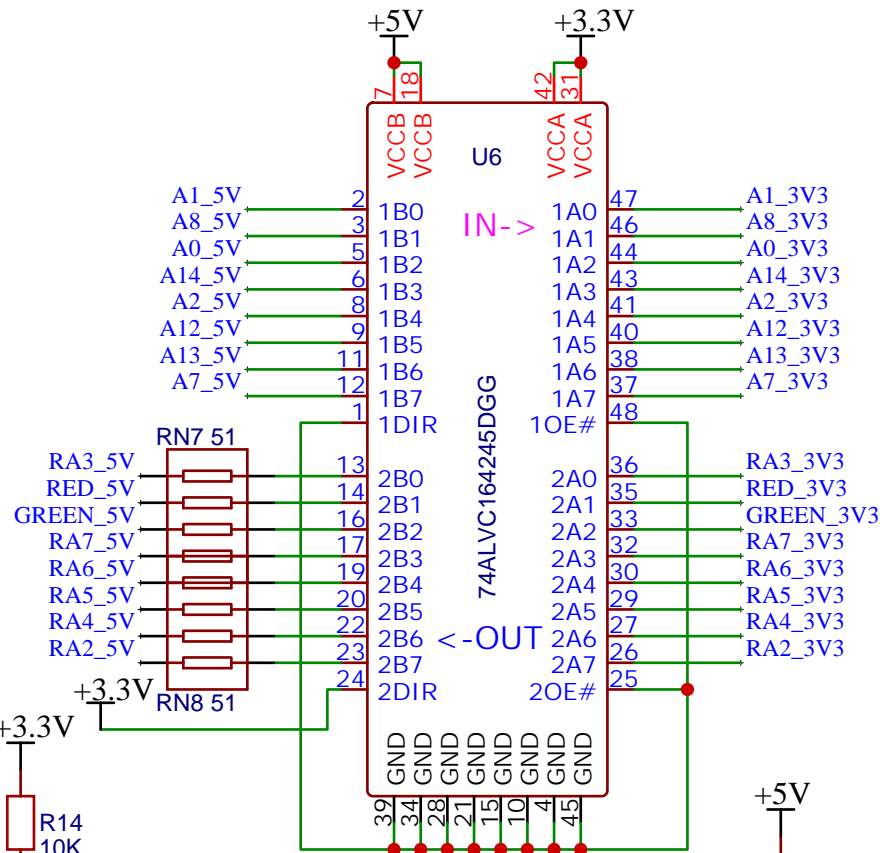 +5V +3.3V
7 18 42 31
VCCB VCCB U6 VCCA VCCA
A1_5V 2 1B0 1A0 47 A1_3V3
A8_5V 3 1B1 IN-> 1A1 46 A8_3V3
A0_5V 5 1B2 1A2 44 A0_3V3
A14_5V 6 1B3 1A3 43 A14_3V3
A2_5V 8 1B4 1A4 41 A2_3V3
A12_5V 9 1B5 1A5 40 A12_3V3
A13_5V 11 1B6 1A6 38 A13_3V3
A7_5V 12 1B7 1A7 37 A7_3V3
1 1DIR 1OE# 48
74ALVC164245DGG
RN7 51
RA3_5V 13 2B0 2A0 36 RA3_3V3
RED_5V 14 2B1 2A1 35 RED_3V3
GREEN_5V 16 2B2 2A2 33 GREEN_3V3
RA7_5V 17 2B3 2A3 32 RA7_3V3
RA6_5V 19 2B4 2A4 30 RA6_3V3
RA5_5V 20 2B5 2A5 29 RA5_3V3
RA4_5V 22 2B6 <-OUT 2A6 27 RA4_3V3
RA2_5V 23 2B7 2A7 26 RA2_3V3
+3.3V RN8 51 24 2DIR 2OE# 25
+3.3V
GND GND GND GND GND GND GND GND
39 34 28 21 15 10 4 45
+5V
R14
10K